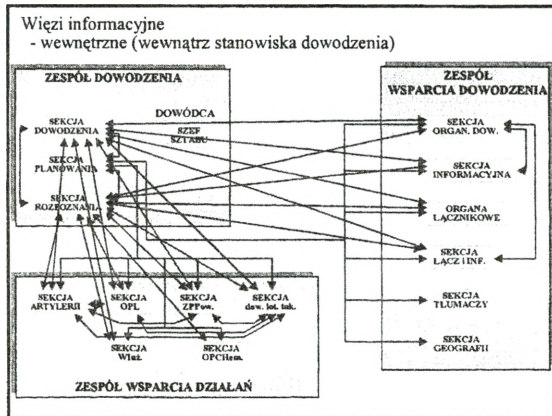 Więzi informacyjne
- wewnętrzne (wewnątrz stanowiska dowodzenia)
ZESPÓŁ DOWODZENIA
DOWÓDCA
SZEF
SZTABU
SEKCJA
DOWODZENIA
SEKCJA
PLANOWANIA
SEKCJA
ROZPOZNANIA
ZESPÓŁ
WSPARCIA DOWODZENIA
SEKCJA
ORGAN. DOW.
SEKCJA
INFORMACYJNA
ORGANA
ŁĄCZNIKOWE
SEKCJA
ŁĄCZ i INF.
SEKCJA
TŁUMACZY
SEKCJA
GEOGRAFII
SEKCJA
ARTYLERII
SEKCJA
OPL
SEKCJA
ZPPow.
SEKCJA
dow. lot. tak.
SEKCJA
WInż.
SEKCJA
OPCHem.
ZESPÓŁ WSPARCIA DZIAŁAŃ